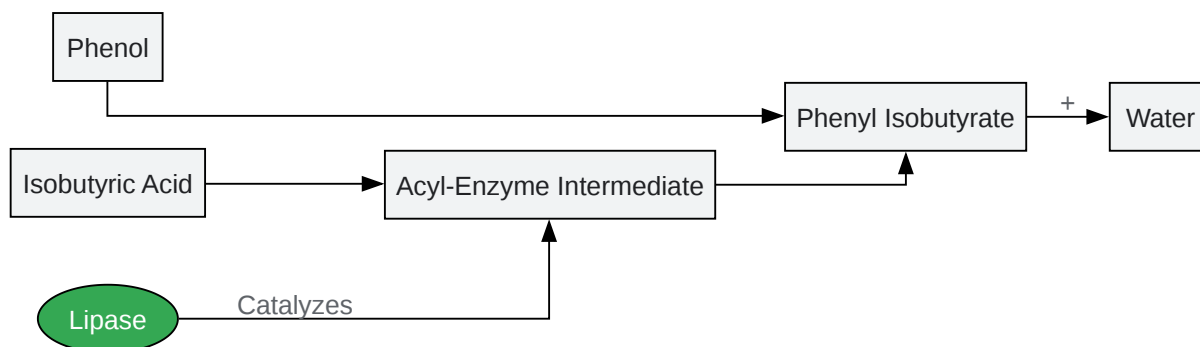 Phenol
+
Phenyl Isobutyrate
Water
Isobutyric Acid
Acyl-Enzyme Intermediate
Catalyzes
Lipase